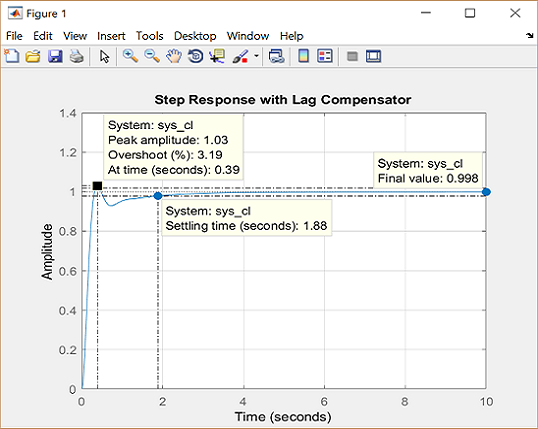 Figure 1
File Edit View Insert Tools Desktop Window Help
Step Response with Lag Compensator
1.4
1.2
1
0.8
0.6
0.4
0.2
0
Amplitude
System: sys_cl
Peak amplitude: 1.03
Overshoot (%): 3.19
At time (seconds): 0.39
System: sys_cl
Final value: 0.998
System: sys_cl
Settling time (seconds): 1.88
0 2 4 6 8 10
Time (seconds)